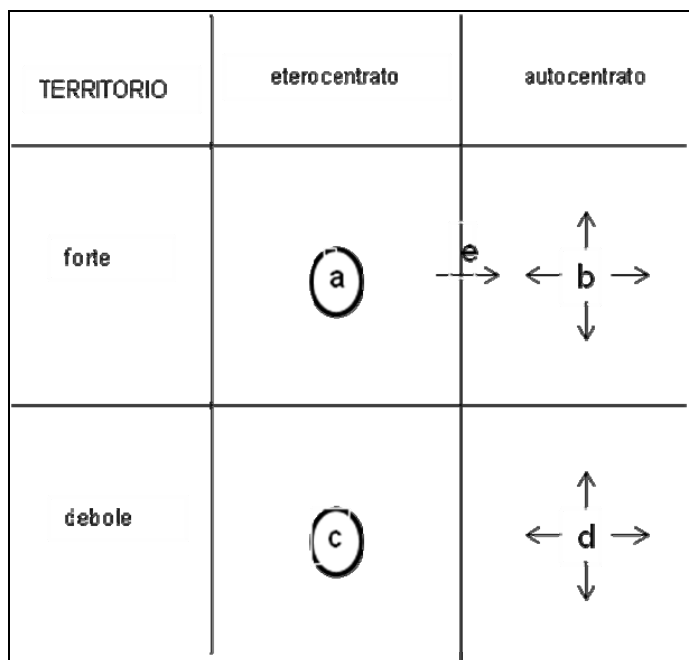 TERRITORIO
eterocentrato
autocentrato
forte
a
e
b
debole
c
d